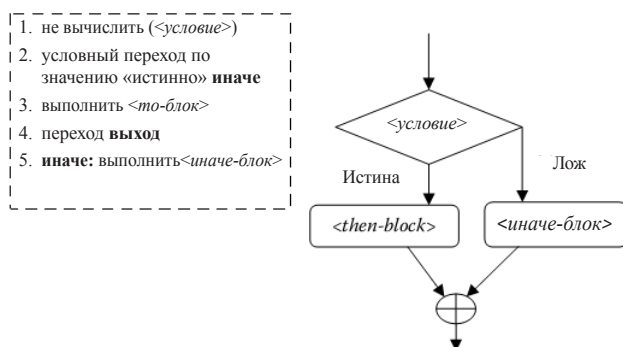 1. не вычислить (<условие>)
2. условный переход по
значению «истинно» иначе
3. выполнить <то-блок>
4. переход выход
5. иначе: выполнить<иначе-блок>
<условие>
Истина
Лож
<then-block>
<иначе-блок>